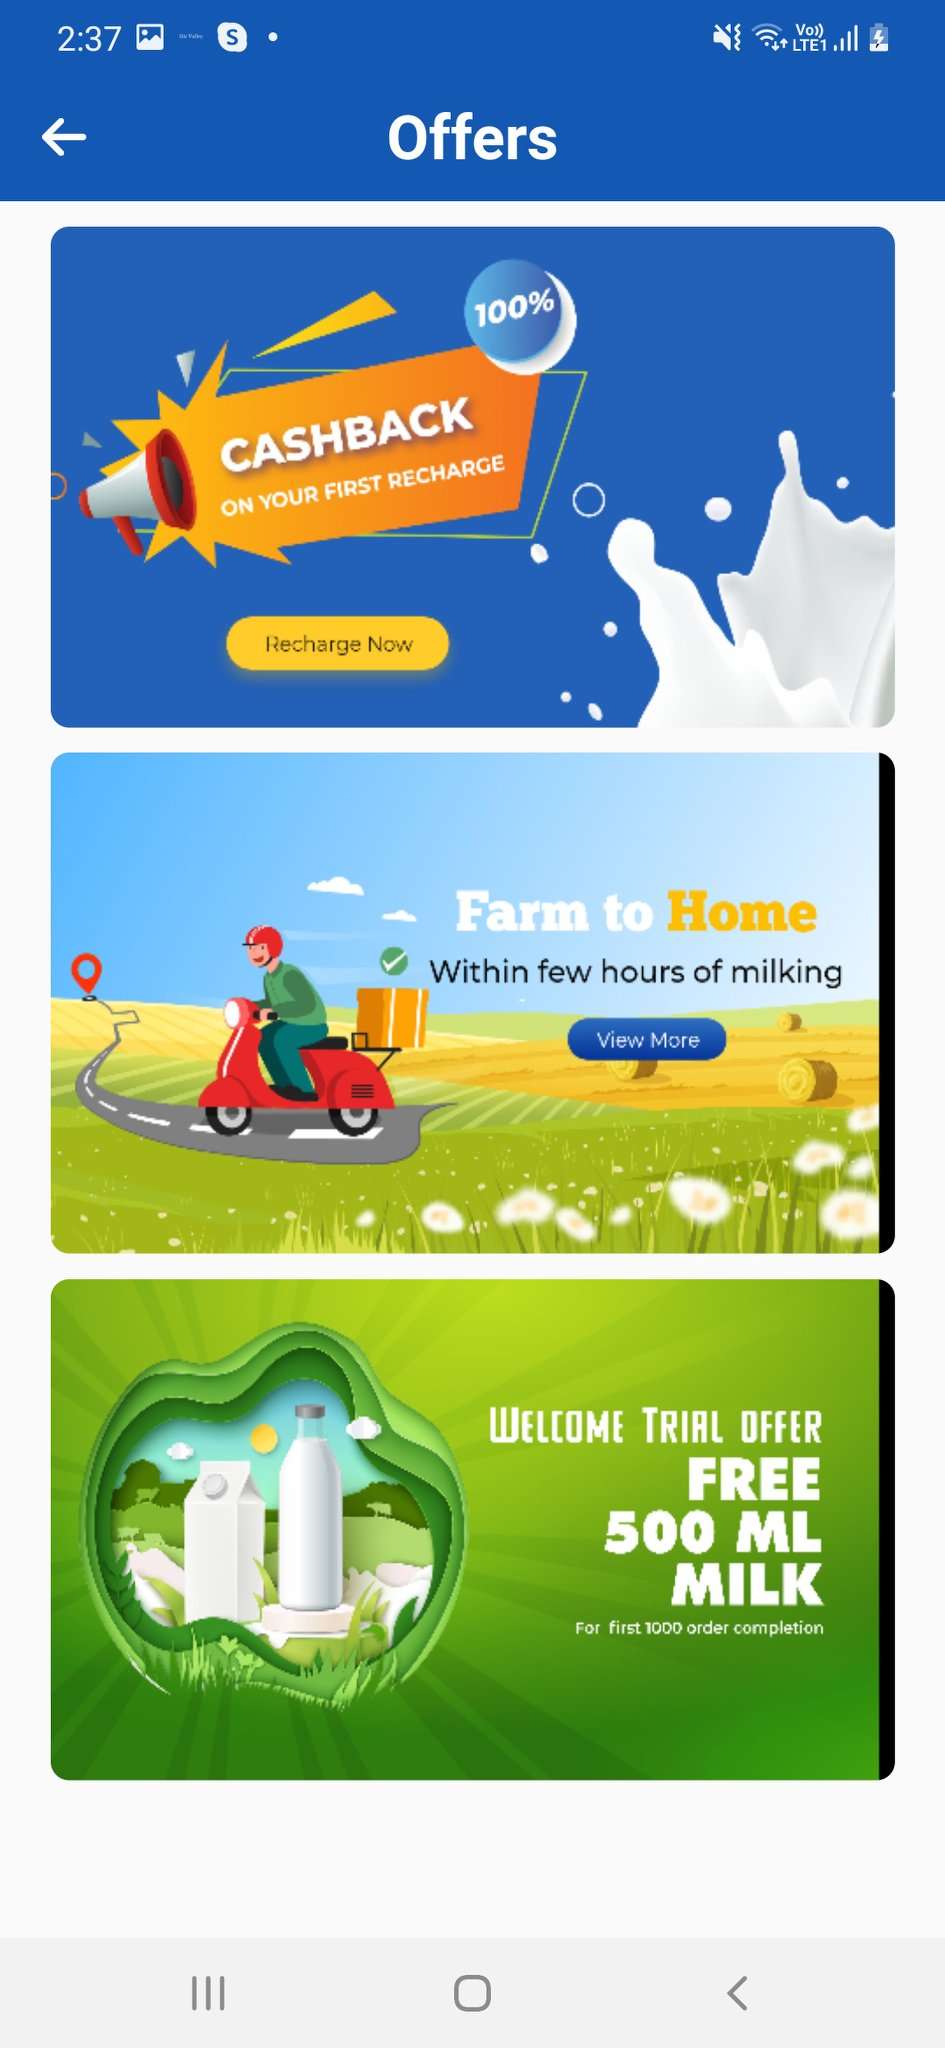 2:37
S
Vo))
LTE1
Offers
100%
CASHBACK
ON YOUR FIRST RECHARGE
Recharge Now
Farm to Home
Within few hours of milking
View More
WELCOME TRIAL OFFER
FREE
500 ML
MILK
For first 1000 order completion